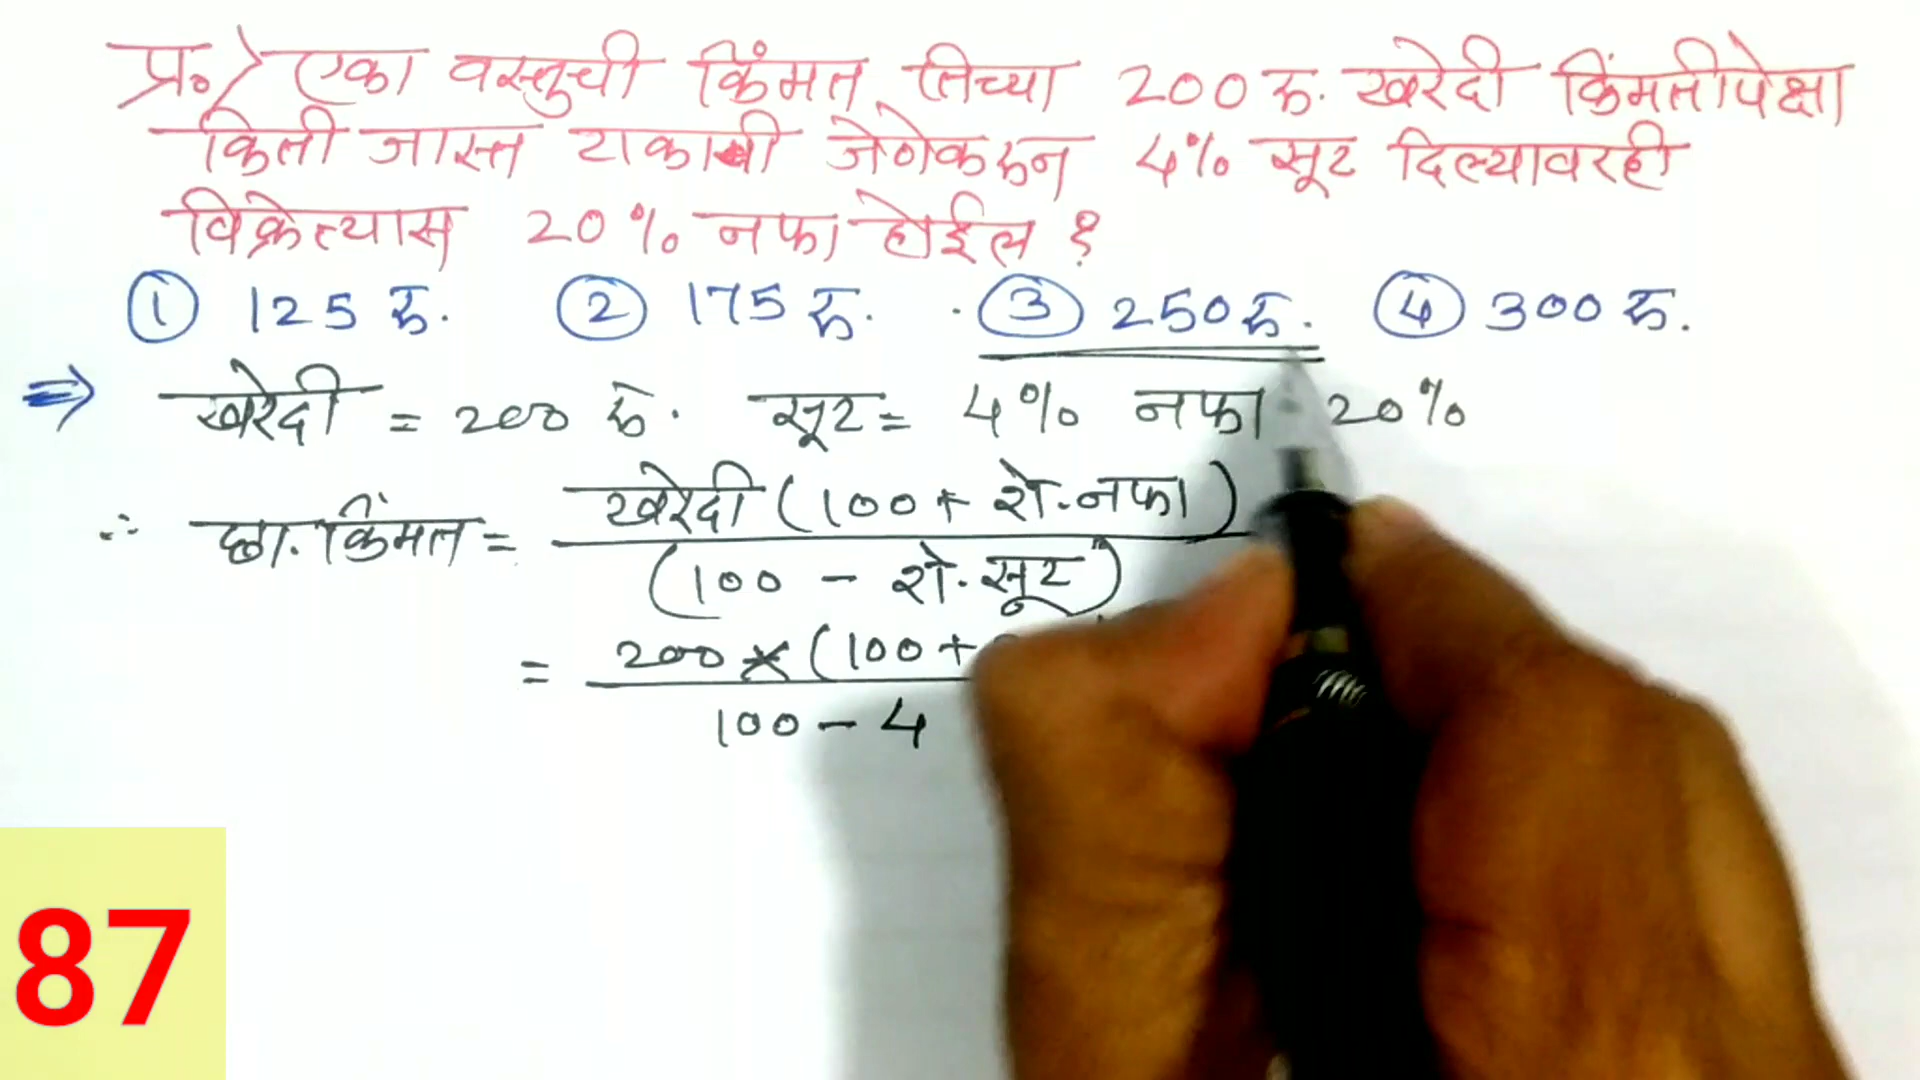 प्र.> एका वस्तुची किंमत तिच्या 200 रु. खरेदी किंमतीपेक्षा
किती जास्त टाकावी जेणेकरुन 4% सूट दिल्यावरही
विक्रेत्यास 20% नफा होईल ?
① 125 रु. ② 175 रु. ③ 250 रु. ④ 300 रु.
⇒ खरेदी = 200 रु. सूट = 4% नफा 20%
∴ छा. किंमत = खरेदी (100 + शे. नफा)
(100 - शे. सूट)
= 200 × (100 +
100 - 4
87